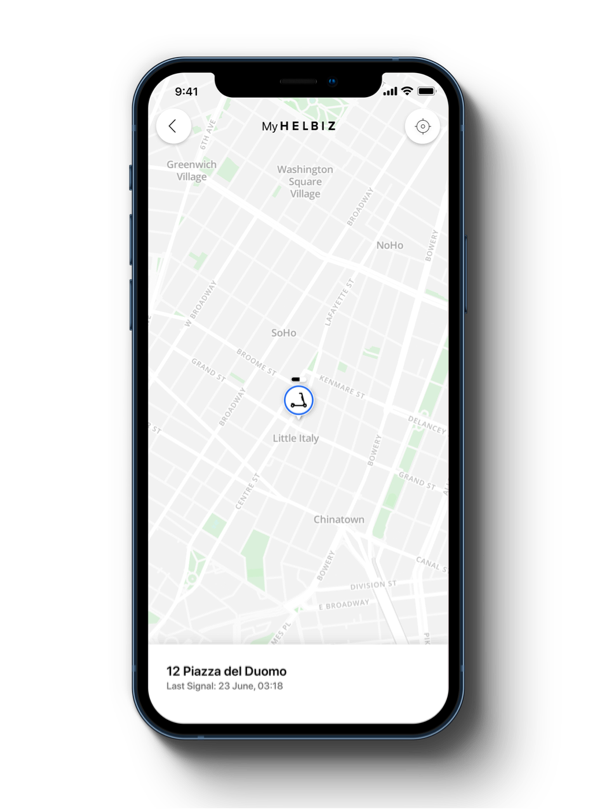 9:41
MyHELBIZ
6TH AVE
Greenwich
Village
Washington
Square
Village
BROADWAY
NoHo
BOWERY
W BROADWAY
LAFAYETTE ST
SoHo
BROOME ST
GRAND ST
KENMARE ST
BROADWAY
DELANCEY
Little Italy
BOWERY
GRAND ST
CENTRE ST
Chinatown
BOWERY
CANAL S
DIVISION ST
E BROADWAY
MES PL
12 Piazza del Duomo
Last Signal: 23 June, 03:18